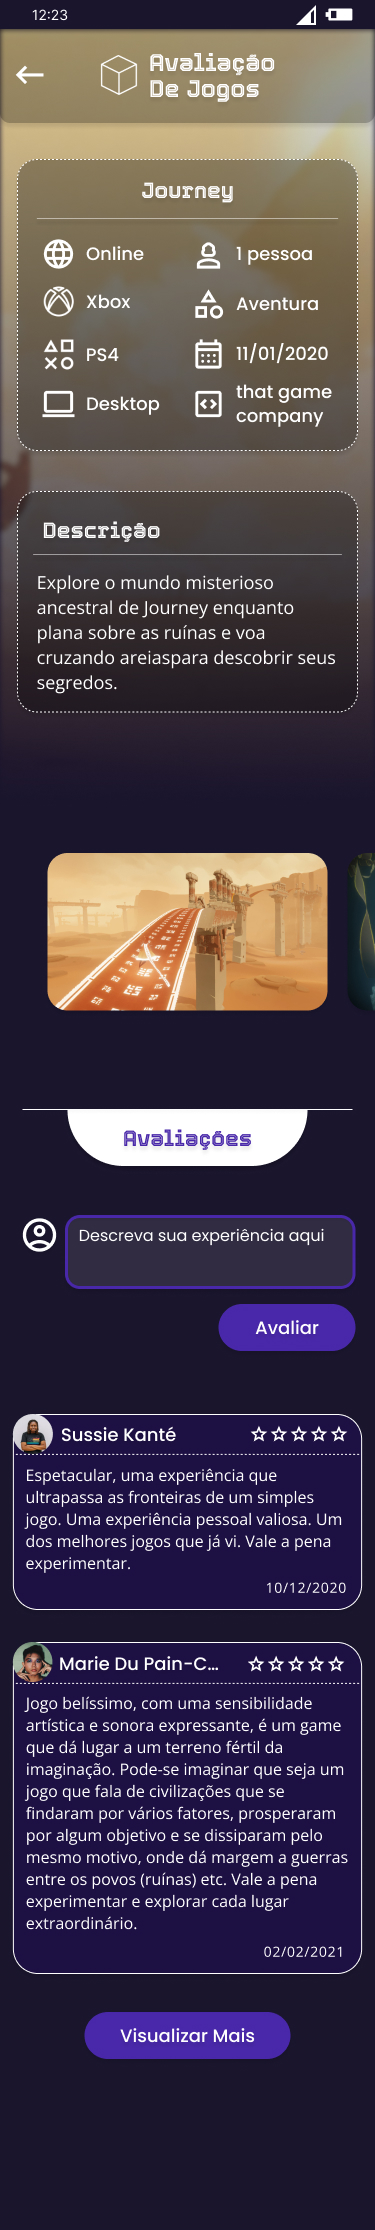 12:23
Avaliação
De Jogos
Journey
Online
1 pessoa
Xbox
Aventura
PS4
11/01/2020
Desktop
that game
company
Descrição
Explore o mundo misterioso
ancestral de Journey enquanto
plana sobre as ruínas e voa
cruzando areiaspara descobrir seus
segredos.
Avaliações
Descreva sua experiência aqui
Avaliar
Sussie Kanté
Espetacular, uma experiência que
ultrapassa as fronteiras de um simples
jogo. Uma experiência pessoal valiosa. Um
dos melhores jogos que já vi. Vale a pena
experimentar.
10/12/2020
Marie Du Pain-C...
Jogo belíssimo, com uma sensibilidade
artística e sonora expressante, é um game
que dá lugar a um terreno fértil da
imaginação. Pode-se imaginar que seja um
jogo que fala de civilizações que se
findaram por vários fatores, prosperaram
por algum objetivo e se dissiparam pelo
mesmo motivo, onde dá margem a guerras
entre os povos (ruínas) etc. Vale a pena
experimentar e explorar cada lugar
extraordinário.
02/02/2021
Visualizar Mais